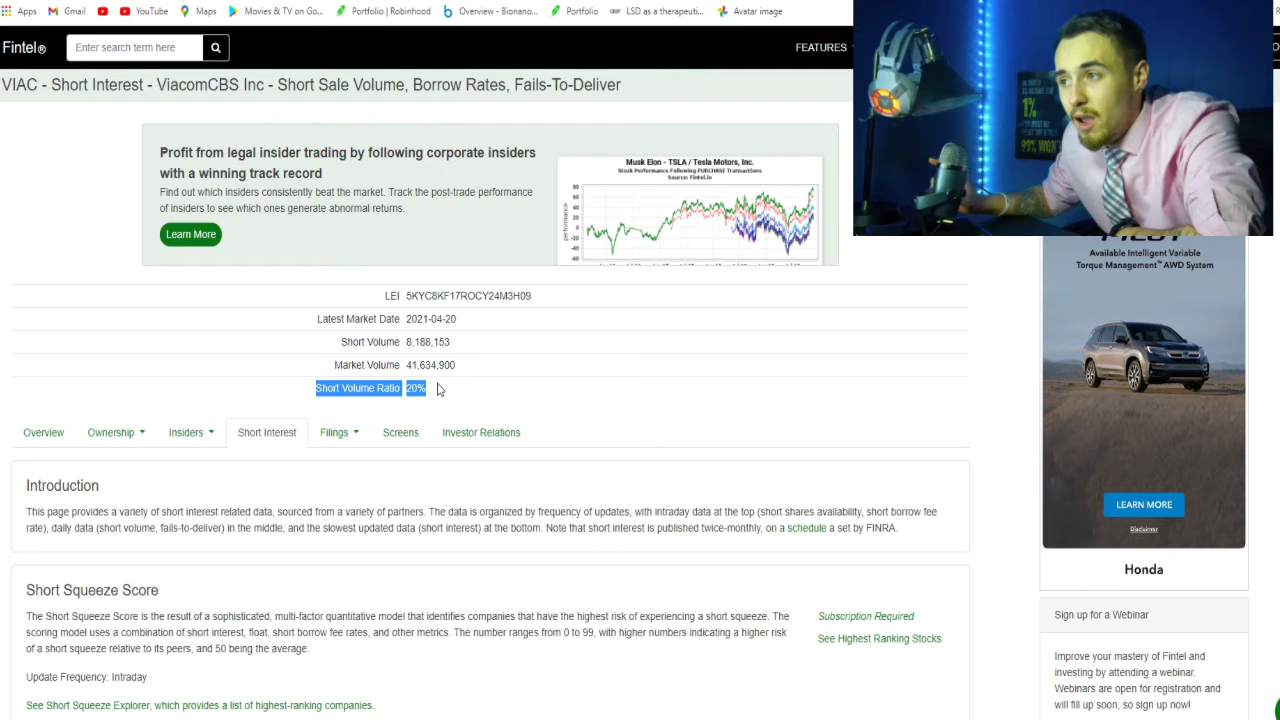 Apps Gmail YouTube Maps Movies & TV on Go... Portfolio | Robinhood Overview - Bionano... Portfolio LSD as a therapeuti... Avatar image
Fintel®
Enter search term here
FEATURES
VIAC - Short Interest - ViacomCBS Inc - Short Sale Volume, Borrow Rates, Fails-To-Deliver
1%
99% WON'T
Profit from legal insider trading by following corporate insiders
with a winning track record
Find out which insiders consistently beat the market. Track the post-trade performance
of insiders to see which ones generate abnormal returns.
Learn More
Musk Elon - TSLA / Tesla Motors, Inc.
Stock Performance Following PURCHASE Transactions
Source: Fintel.io
performance
80
60
40
20
0
-20
-40
-60
Available Intelligent Variable
Torque Management™ AWD System
LEI 5KYC8KF17ROCY24M3H09
Latest Market Date 2021-04-20
Short Volume 8,188,153
Market Volume 41,634,900
Short Volume Ratio 20%
Overview Ownership Insiders Short Interest Filings Screens Investor Relations
Introduction
This page provides a variety of short interest related data, sourced from a variety of partners. The data is organized by frequency of updates, with intraday data at the top (short shares availability, short borrow fee
rate), daily data (short volume, fails-to-deliver) in the middle, and the slowest updated data (short interest) at the bottom. Note that short interest is published twice-monthly, on a schedule a set by FINRA.
LEARN MORE
Disclaimer
Honda
Short Squeeze Score
The Short Squeeze Score is the result of a sophisticated, multi-factor quantitative model that identifies companies that have the highest risk of experiencing a short squeeze. The
scoring model uses a combination of short interest, float, short borrow fee rates, and other metrics. The number ranges from 0 to 99, with higher numbers indicating a higher risk
of a short squeeze relative to its peers, and 50 being the average.
Subscription Required
See Highest Ranking Stocks
Update Frequency: Intraday
See Short Squeeze Explorer, which provides a list of highest-ranking companies.
Sign up for a Webinar
Improve your mastery of Fintel and
investing by attending a webinar.
Webinars are open for registration and
will fill up soon, so sign up now!